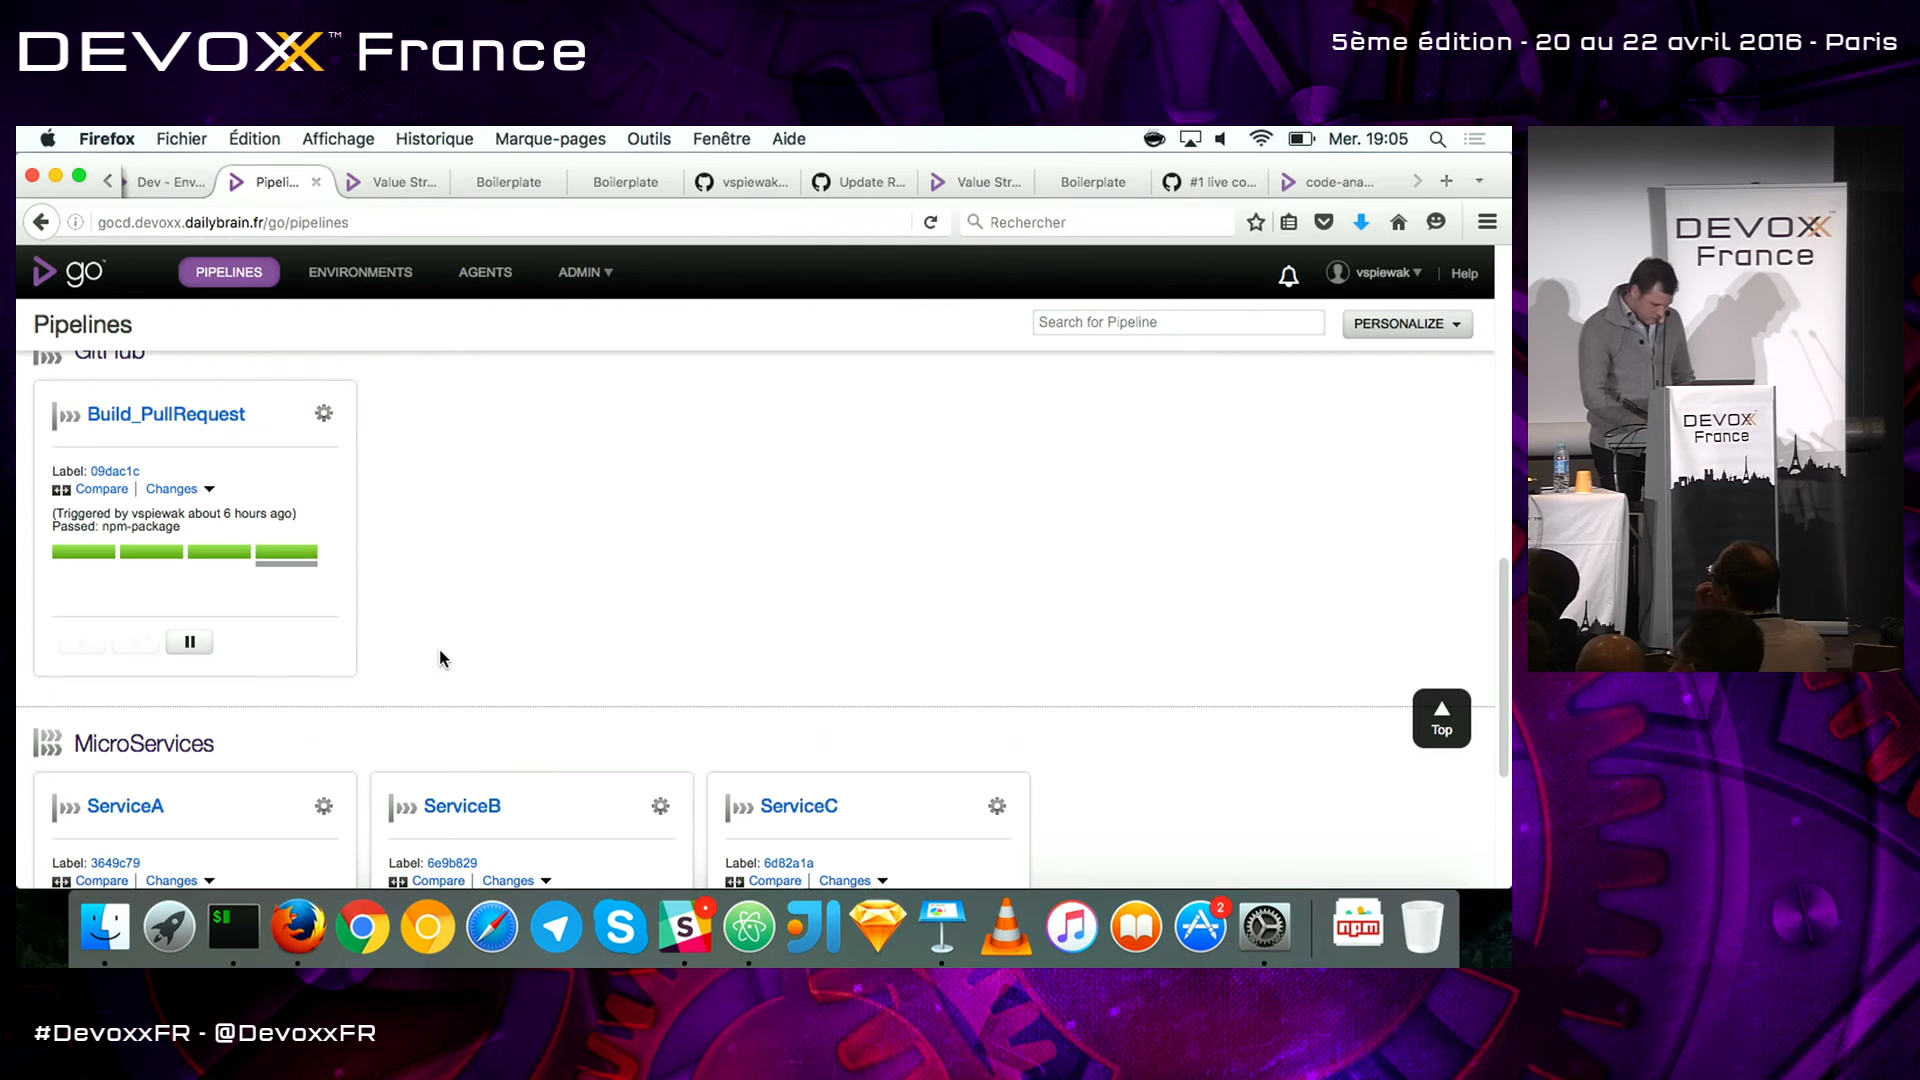 DEVOXX™ France
5ème édition - 20 au 22 avril 2016 - Paris
Firefox Fichier Édition Affichage Historique Marque-pages Outils Fenêtre Aide
Mer. 19:05
Dev - Env... Pipeli... Value Str... Boilerplate Boilerplate vspiewak... Update R... Value Str... Boilerplate #1 live co... code-ana...
gocd.devoxx.dailybrain.fr/go/pipelines
Rechercher
go PIPELINES ENVIRONMENTS AGENTS ADMIN vspiewak Help
Pipelines
Search for Pipeline
PERSONALIZE
GitHub
Build_PullRequest
Label: 09dac1c
Compare | Changes
(Triggered by vspiewak about 6 hours ago)
Passed: npm-package
Top
MicroServices
ServiceA
Label: 3649c79
Compare | Changes
ServiceB
Label: 6e9b829
Compare | Changes
ServiceC
Label: 6d82a1a
Compare | Changes
$
S
2
npm
DEVOXX
France
DEVOXX
France
#DevoxxFR - @DevoxxFR